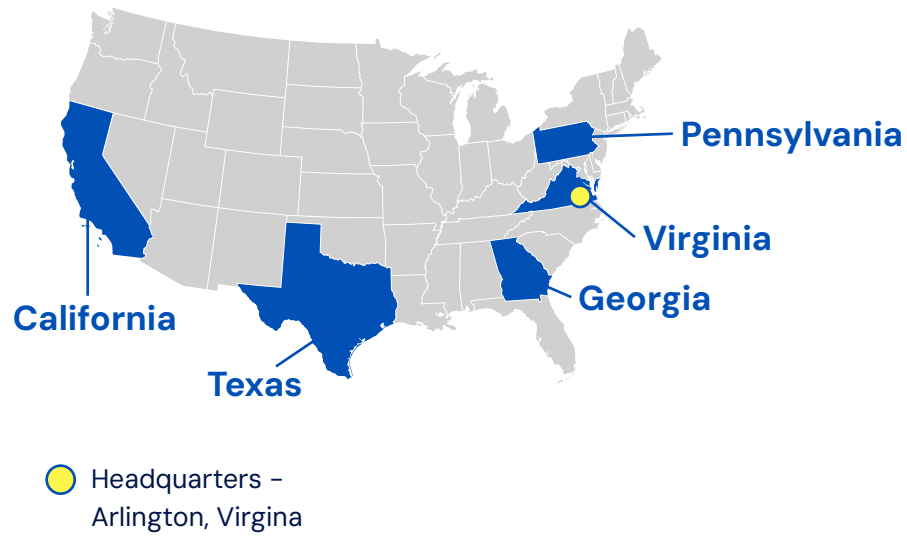 Pennsylvania
Virginia
Georgia
California
Texas
Headquarters -
Arlington, Virgina